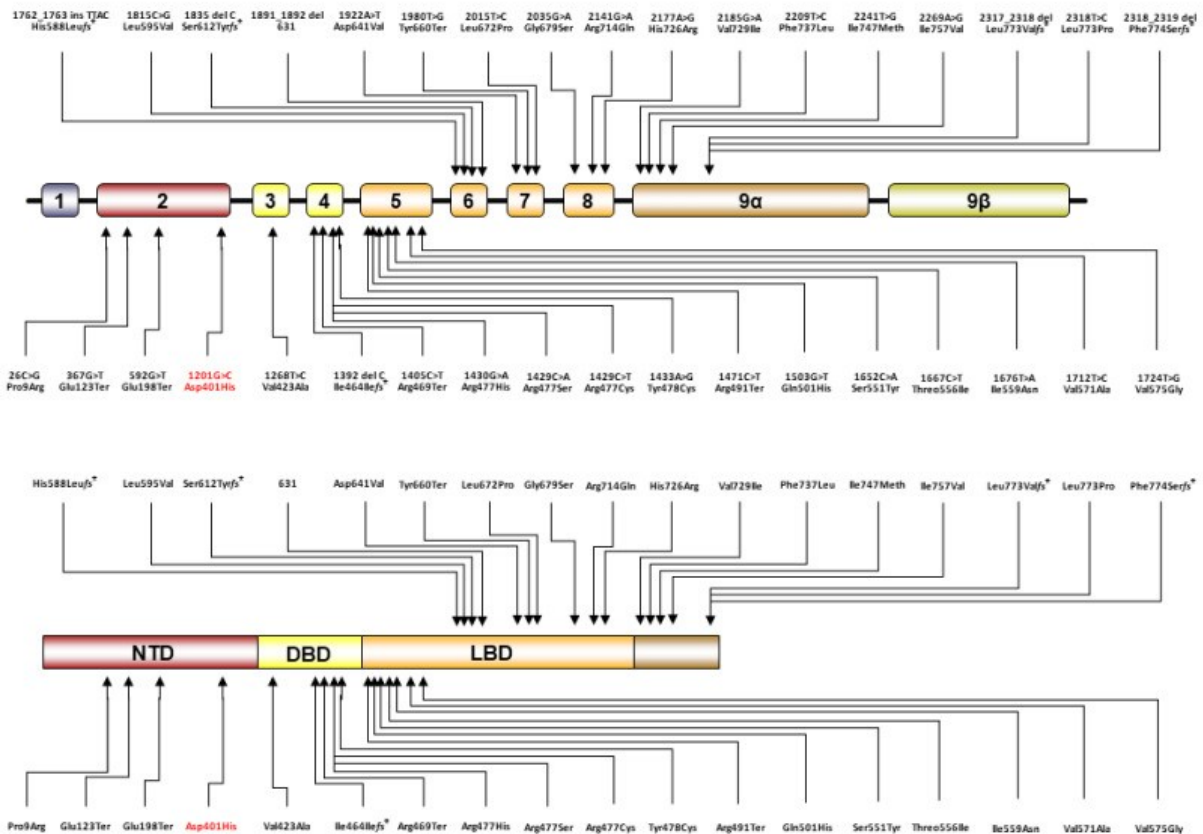 1762_1763 ins TTAC 1815C>G 1835 del C 1891_1892 del 1922A>T 1980T>G 2015T>C 2035G>A 2141G>A 2177A>G 2185G>A 2209T>C 2241T>G 2269A>G 2317_2318 del 2318T>C 2318_2319 del
His588Leufs* Leu595Val Ser612Tyrfs* 631 Asp641Val Tyr660Ter Leu672Pro Gly679Ser Arg714Gln His726Arg Val729Ile Phe737Leu Ile747Meth Ile757Val Leu773Valfs* Leu773Pro Phe774Serfs*
1 2 3 4 5 6 7 8 9α 9β
26C>G 367G>T 592G>T 1201G>C 1268T>C 1392 del C 1405C>T 1430G>A 1429C>A 1429C>T 1433A>G 1471C>T 1503G>T 1652C>A 1667C>T 1676T>A 1712T>C 1724T>G
Pro9Arg Glu123Ter Glu198Ter Asp401His Val423Ala Ile464Ilefs* Arg469Ter Arg477His Arg477Ser Arg477Cys Tyr478Cys Arg491Ter Gln501His Ser551Tyr Threo556Ile Ile559Asn Val571Ala Val575Gly
His588Leufs* Leu595Val Ser612Tyrfs* 631 Asp641Val Tyr660Ter Leu672Pro Gly679Ser Arg714Gln His726Arg Val729Ile Phe737Leu Ile747Meth Ile757Val Leu773Valfs* Leu773Pro Phe774Serfs*
NTD DBD LBD
Pro9Arg Glu123Ter Glu198Ter Asp401His Val423Ala Ile464Ilefs* Arg469Ter Arg477His Arg477Ser Arg477Cys Tyr478Cys Arg491Ter Gln501His Ser551Tyr Threo556Ile Ile559Asn Val571Ala Val575Gly